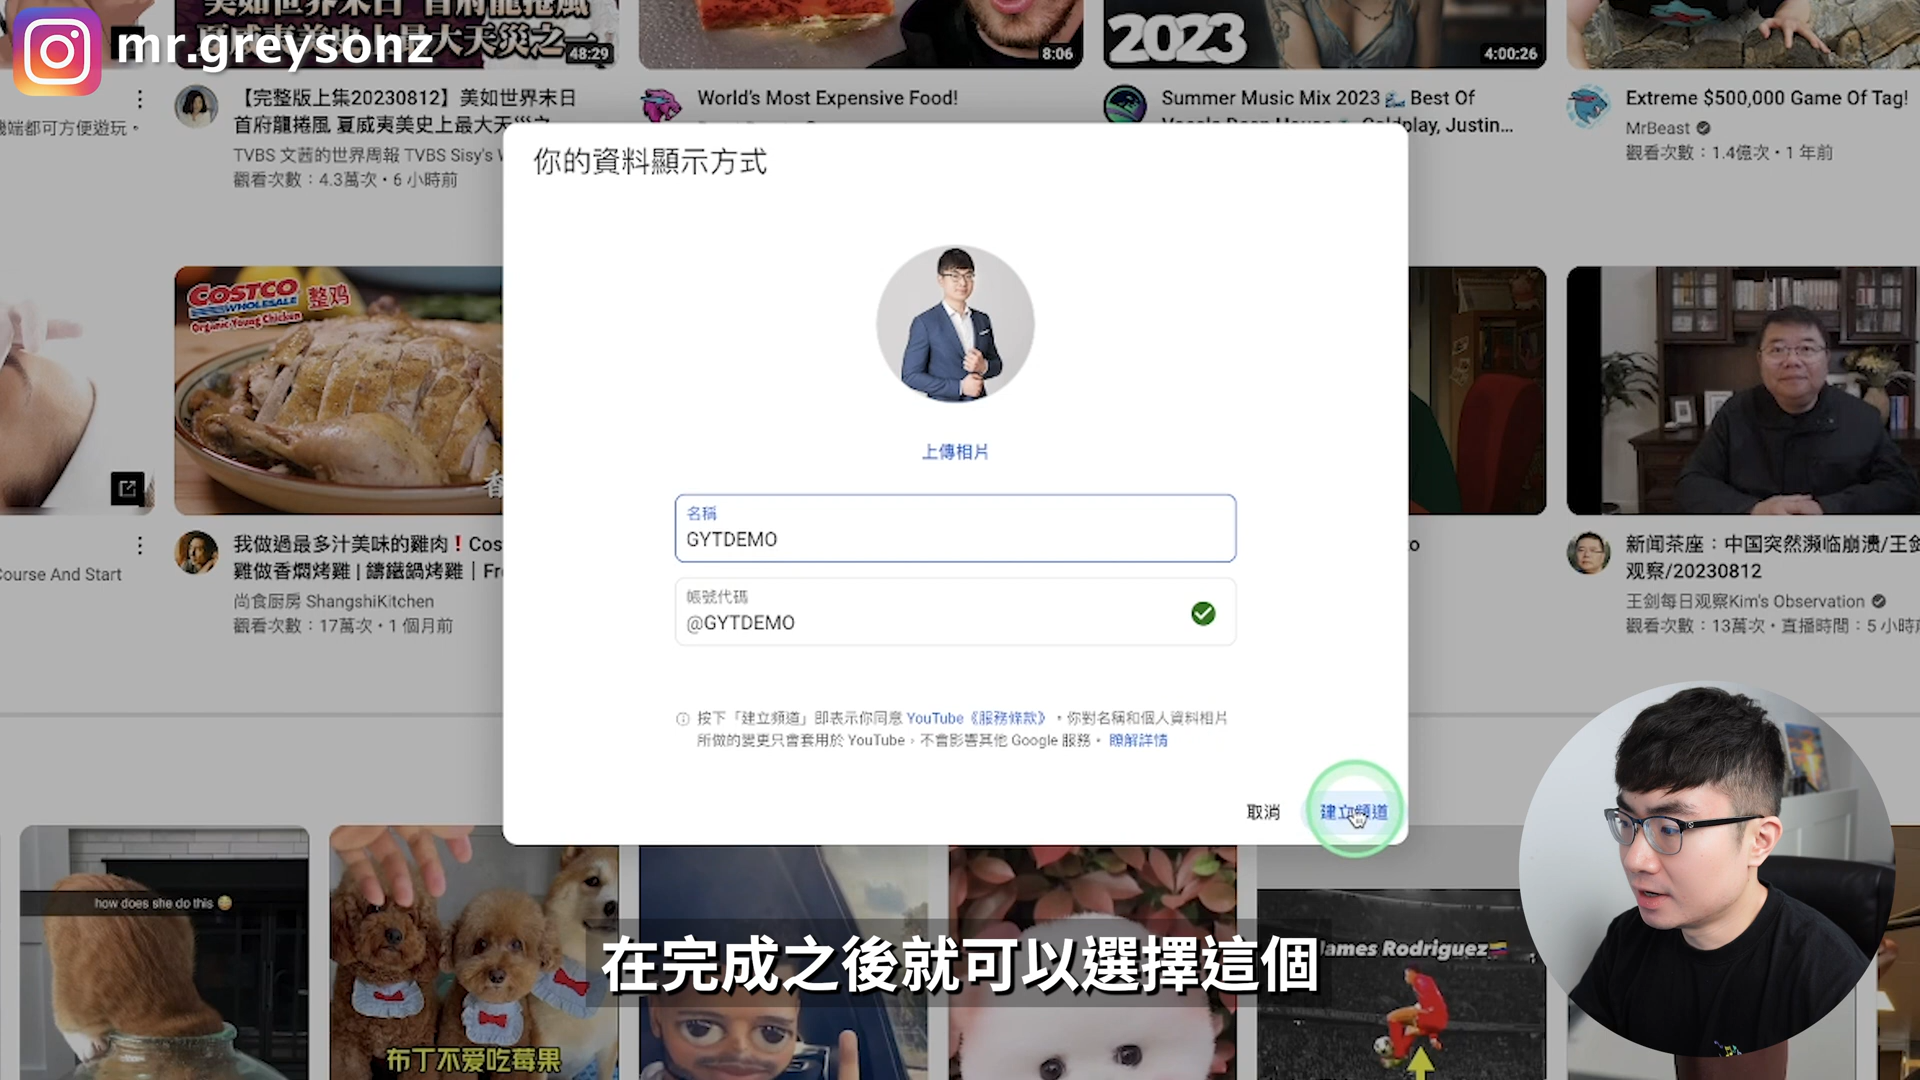 mr.greysonz
48:29
8:06
2023
4:00:26
機端都可方便遊玩。
【完整版上集20230812】美如世界末日
首府龍捲風 夏威夷美史上最大天災之一
TVBS 文茜的世界周報 TVBS Sisy's
觀看次數：4.3萬次・6 小時前
World's Most Expensive Food!
Summer Music Mix 2023 🌊 Best Of
Extreme $500,000 Game Of Tag!
MrBeast
觀看次數：1.4億次・1 年前
你的資料顯示方式
上傳相片
名稱
GYTDEMO
帳號代碼
@GYTDEMO
按下「建立頻道」即表示你同意 YouTube《服務條款》。你對名稱和個人資料相片
所做的變更只會套用於 YouTube，不會影響其他 Google 服務。 瞭解詳情
取消
建立頻道
COSTCO
WHOLESALE
整鸡
Organic Young Chicken
Course And Start
我做過最多汁美味的雞肉❗Cos
雞做香燜烤雞 | 鑄鐵鍋烤雞｜Fr
尚食厨房 ShangshiKitchen
觀看次數：17萬次・1 個月前
新闻茶座：中国突然濒临崩溃/王剑
观察/20230812
王剑每日观察Kim's Observation
觀看次數：13萬次・直播時間：5 小時
how does she do this
布丁不爱吃莓果
James Rodriguez
在完成之後就可以選擇這個